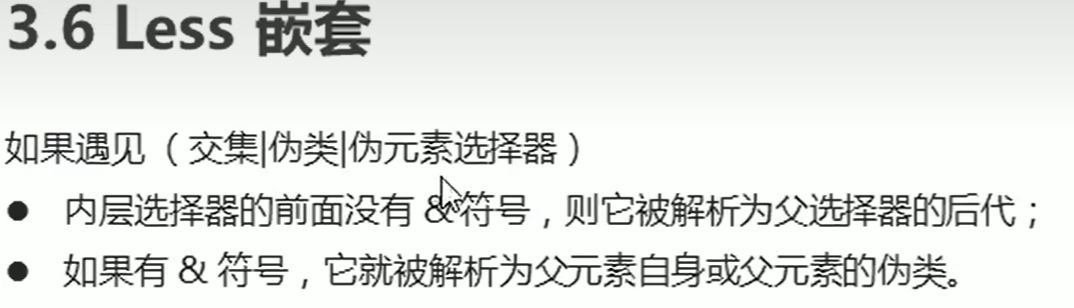 3.6 Less 嵌套
如果遇见 （交集|伪类|伪元素选择器）
● 内层选择器的前面没有 & 符号，则它被解析为父选择器的后代；
● 如果有 & 符号，它就被解析为父元素自身或父元素的伪类。